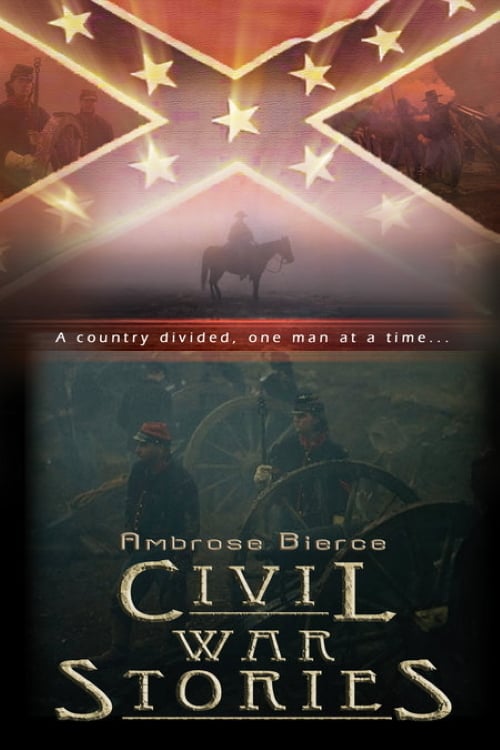 A country divided, one man at a time...
Ambrose Bierce
CIVIL
WAR
STORIES